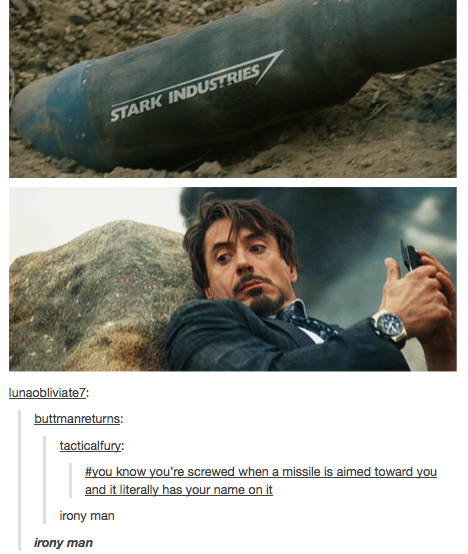 STARK INDUSTRIES
lunaobliviate7:
buttmanreturns:
tacticalfury:
#you know you're screwed when a missile is aimed toward you
and it literally has your name on it
irony man
irony man